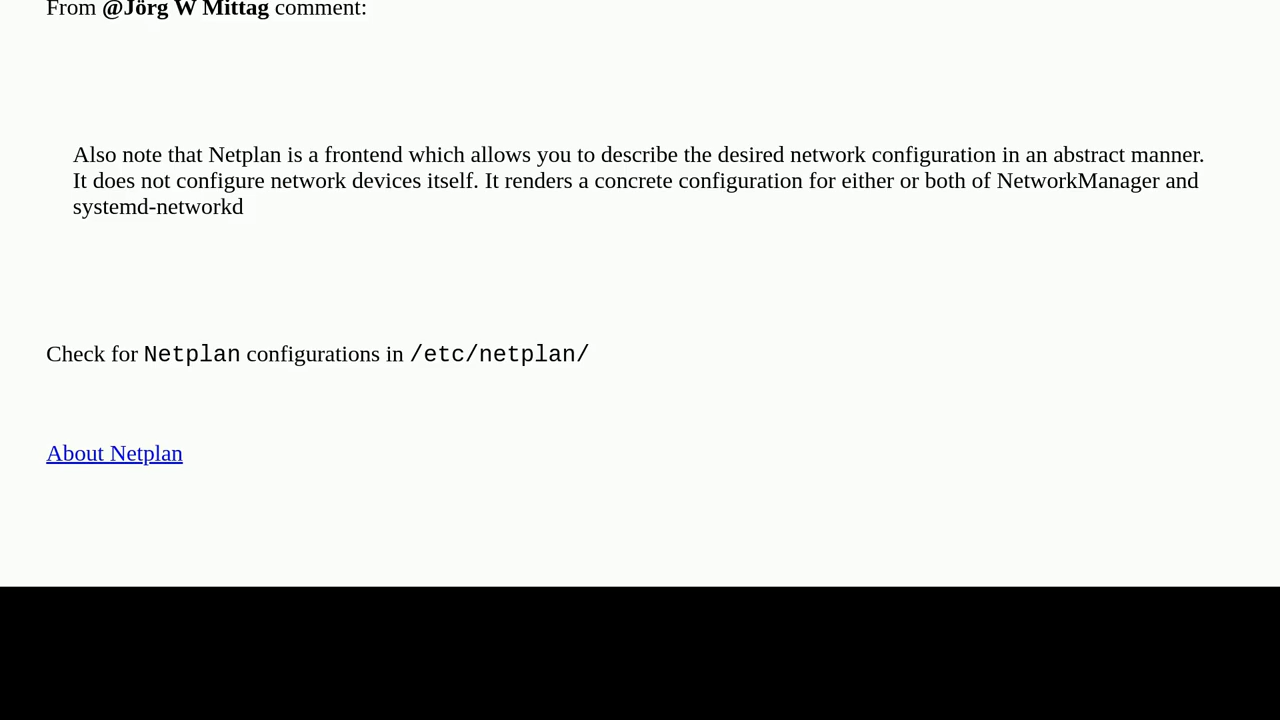 From @Jörg W Mittag comment:
Also note that Netplan is a frontend which allows you to describe the desired network configuration in an abstract manner.
It does not configure network devices itself. It renders a concrete configuration for either or both of NetworkManager and
systemd-networkd
Check for Netplan configurations in /etc/netplan/
About Netplan